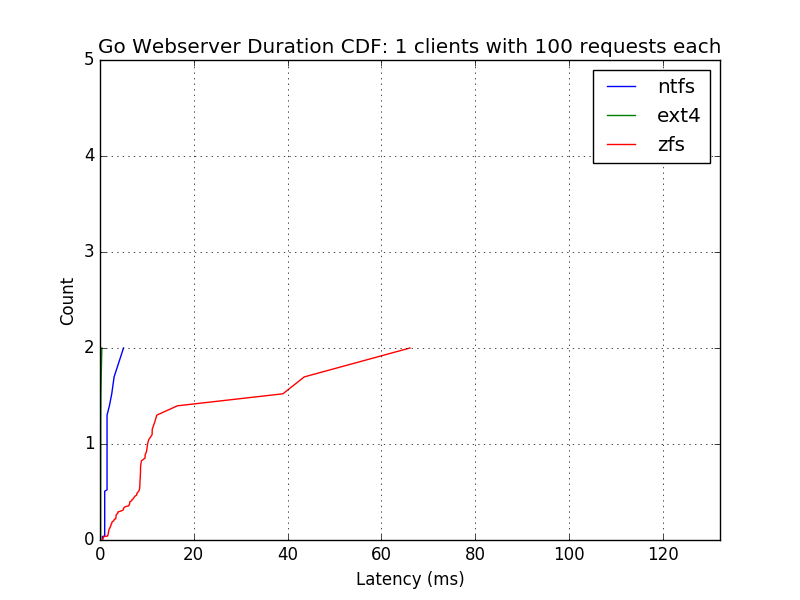 Go Webserver Duration CDF: 1 clients with 100 requests each
5
4
3
2
1
0
Count
ntfs
ext4
zfs
0 20 40 60 80 100 120
Latency (ms)